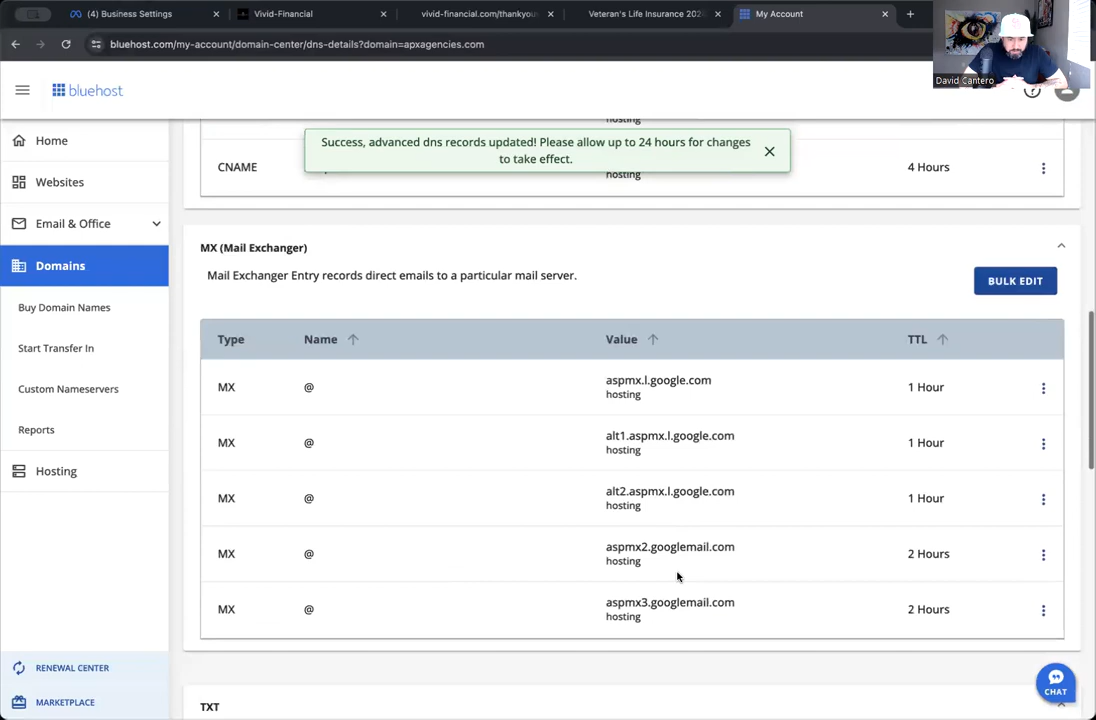 (4) Business Settings
Vivid-Financial
vivid-financial.com/thankyou
Veteran's Life Insurance 202
My Account
bluehost.com/my-account/domain-center/dns-details?domain=apxagencies.com
David Cantero
bluehost
Home
Websites
Email & Office
Domains
Buy Domain Names
Start Transfer In
Custom Nameservers
Reports
Hosting
RENEWAL CENTER
MARKETPLACE
hosting
Success, advanced dns records updated! Please allow up to 24 hours for changes
to take effect.
CNAME
hosting
4 Hours
MX (Mail Exchanger)
Mail Exchanger Entry records direct emails to a particular mail server.
BULK EDIT
Type Name Value TTL
MX @ aspmx.l.google.com 1 Hour
hosting
MX @ alt1.aspmx.l.google.com 1 Hour
hosting
MX @ alt2.aspmx.l.google.com 1 Hour
hosting
MX @ aspmx2.googlemail.com 2 Hours
hosting
MX @ aspmx3.googlemail.com 2 Hours
hosting
TXT
CHAT